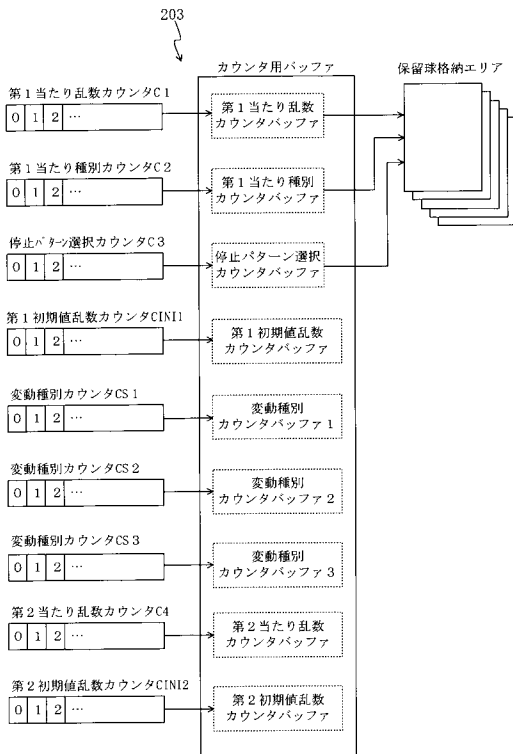 203
カウンタ用バッファ
保留球格納エリア
第1当たり乱数カウンタC1
0 1 2 …
第1当たり乱数
カウンタバッファ
第1当たり種別カウンタC2
0 1 2 …
第1当たり種別
カウンタバッファ
停止パターン選択カウンタC3
0 1 2 …
停止パターン選択
カウンタバッファ
第1初期値乱数カウンタCINI1
0 1 2 …
第1初期値乱数
カウンタバッファ
変動種別カウンタCS1
0 1 2 …
変動種別
カウンタバッファ1
変動種別カウンタCS2
0 1 2 …
変動種別
カウンタバッファ2
変動種別カウンタCS3
0 1 2 …
変動種別
カウンタバッファ3
第2当たり乱数カウンタC4
0 1 2 …
第2当たり乱数
カウンタバッファ
第2初期値乱数カウンタCINI2
0 1 2 …
第2初期値乱数
カウンタバッファ